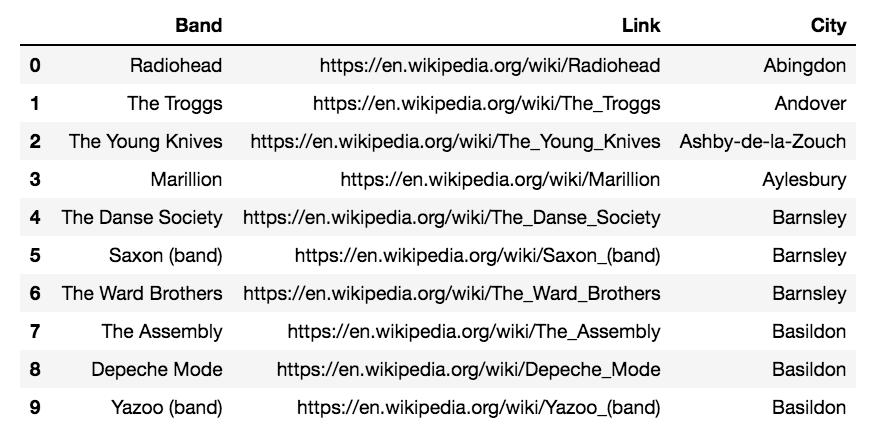 Band Link City
0 Radiohead https://en.wikipedia.org/wiki/Radiohead Abingdon
1 The Troggs https://en.wikipedia.org/wiki/The_Troggs Andover
2 The Young Knives https://en.wikipedia.org/wiki/The_Young_Knives Ashby-de-la-Zouch
3 Marillion https://en.wikipedia.org/wiki/Marillion Aylesbury
4 The Danse Society https://en.wikipedia.org/wiki/The_Danse_Society Barnsley
5 Saxon (band) https://en.wikipedia.org/wiki/Saxon_(band) Barnsley
6 The Ward Brothers https://en.wikipedia.org/wiki/The_Ward_Brothers Barnsley
7 The Assembly https://en.wikipedia.org/wiki/The_Assembly Basildon
8 Depeche Mode https://en.wikipedia.org/wiki/Depeche_Mode Basildon
9 Yazoo (band) https://en.wikipedia.org/wiki/Yazoo_(band) Basildon